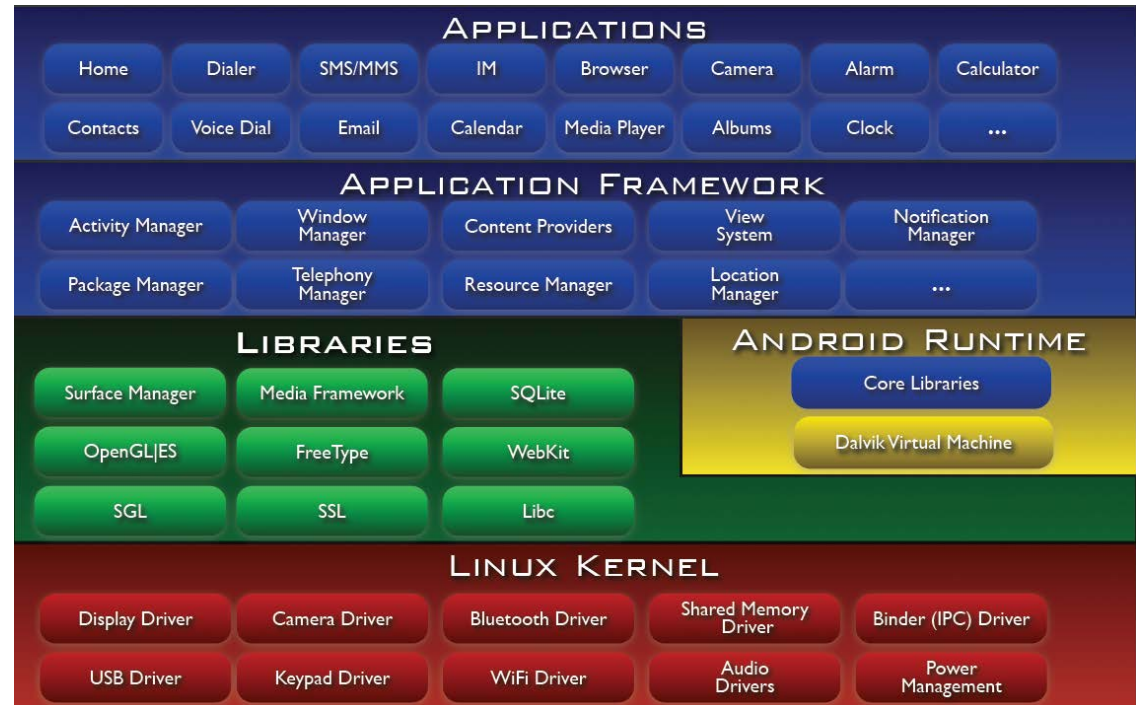 APPLICATIONS
Home
Dialer
SMS/MMS
IM
Browser
Camera
Alarm
Calculator
Contacts
Voice Dial
Email
Calendar
Media Player
Albums
Clock
...
APPLICATION FRAMEWORK
Activity Manager
Window
Manager
Content Providers
View
System
Notification
Manager
Package Manager
Telephony
Manager
Resource Manager
Location
Manager
...
LIBRARIES
Surface Manager
Media Framework
SQLite
OpenGL|ES
FreeType
WebKit
SGL
SSL
Libc
ANDROID RUNTIME
Core Libraries
Dalvik Virtual Machine
LINUX KERNEL
Display Driver
Camera Driver
Bluetooth Driver
Shared Memory
Driver
Binder (IPC) Driver
USB Driver
Keypad Driver
WiFi Driver
Audio
Drivers
Power
Management